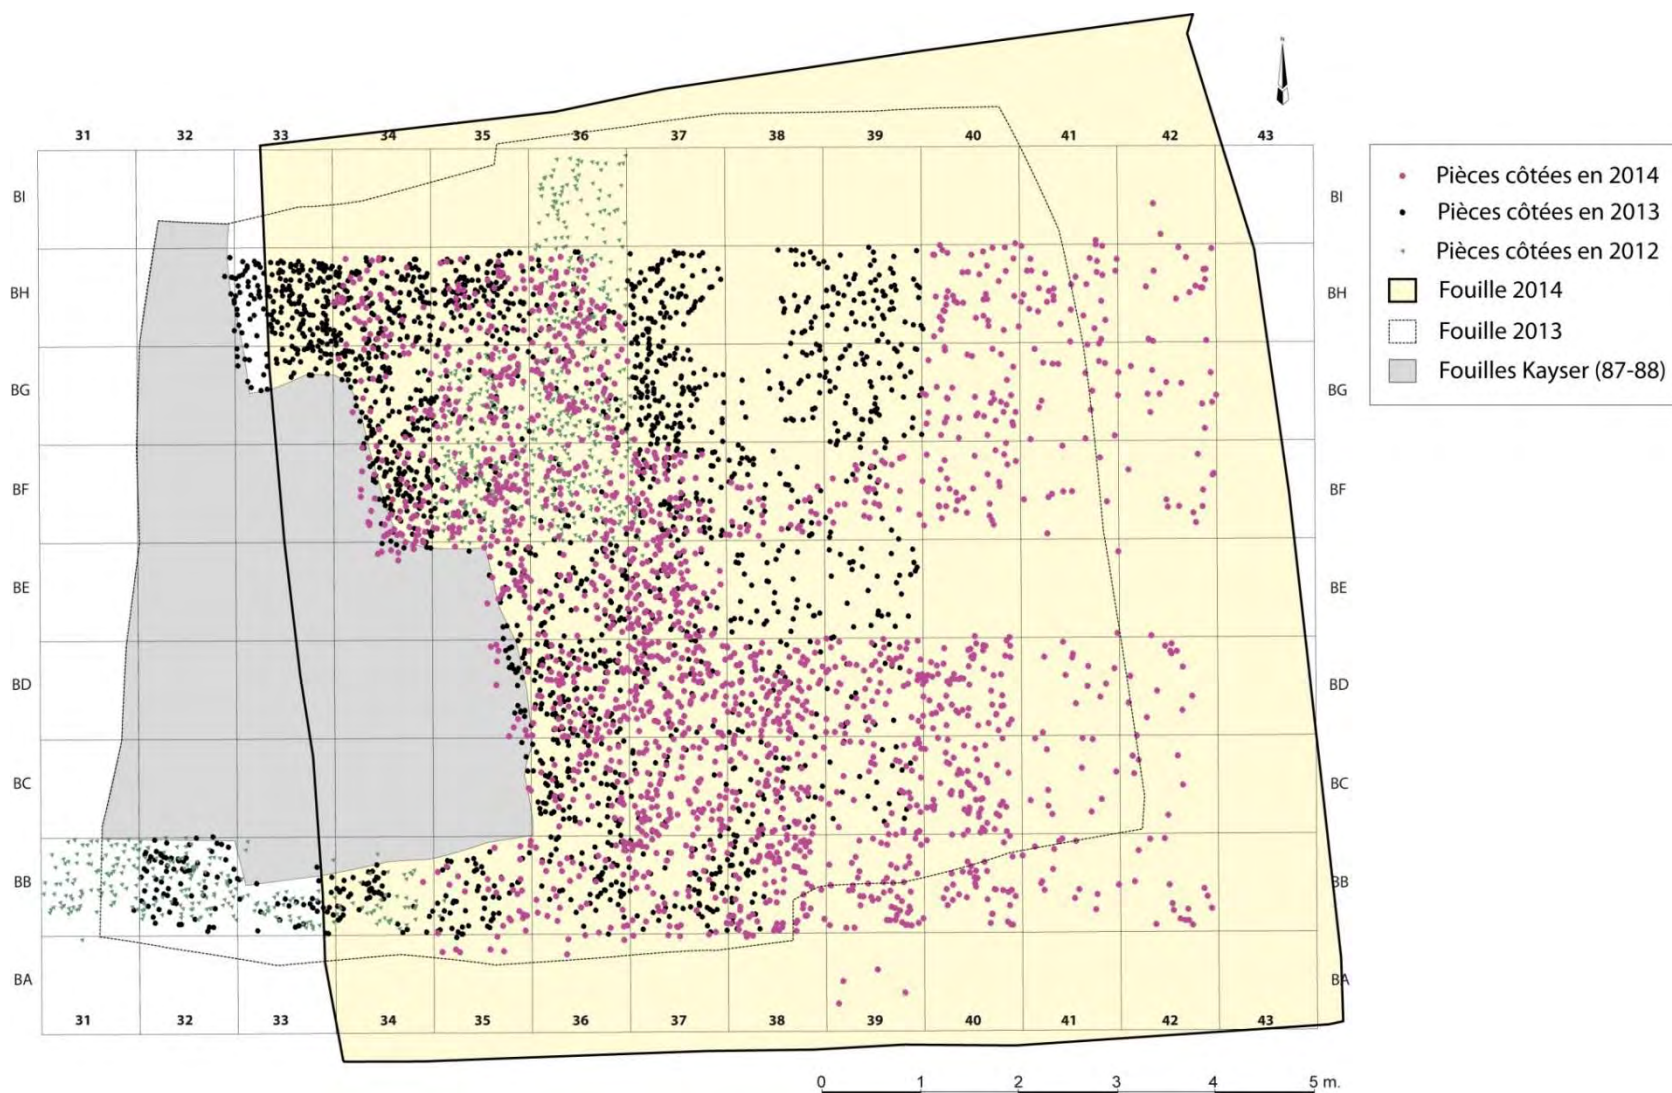 N
31 32 33 34 35 36 37 38 39 40 41 42 43
BI BI
BH BH
BG BG
BF BF
BE BE
BD BD
BC BC
BB BB
BA BA
31 32 33 34 35 36 37 38 39 40 41 42 43
Pièces côtées en 2014
Pièces côtées en 2013
Pièces côtées en 2012
Fouille 2014
Fouille 2013
Fouilles Kayser (87-88)
0 1 2 3 4 5 m.